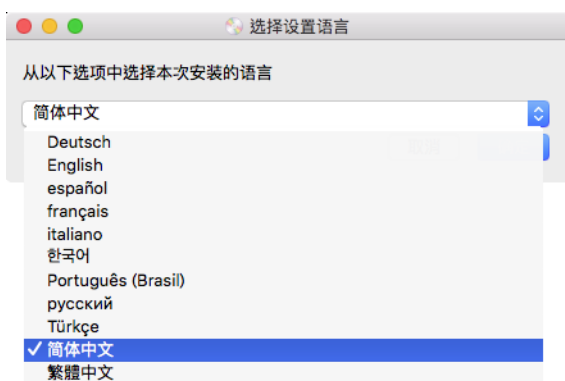 选择设置语言
从以下选项中选择本次安装的语言
简体中文
Deutsch
English
español
français
italiano
한국어
Português (Brasil)
русский
Türkçe
✓ 简体中文
繁體中文